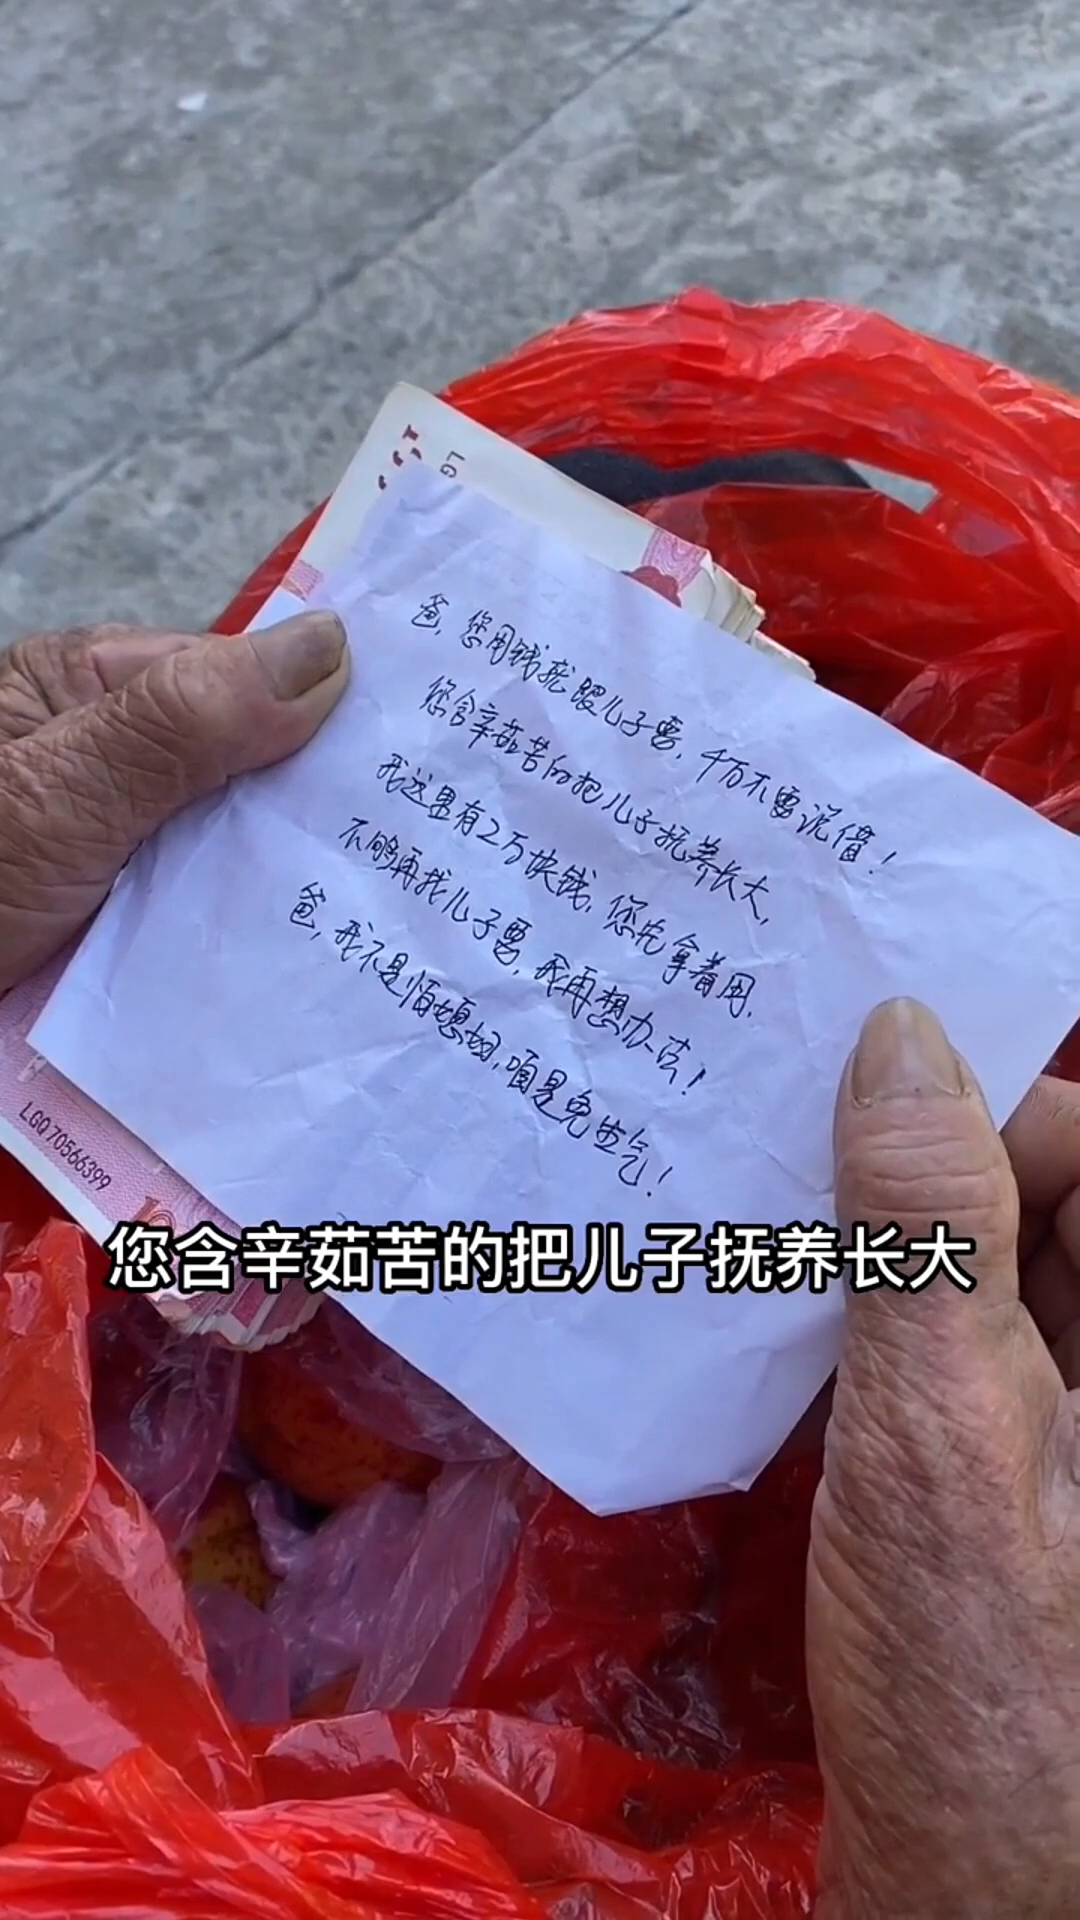 爸，您用钱就跟儿子要，千万不要说借！
您含辛茹苦的把儿子抚养长大，
我这里有2万块钱，您先拿着用，
不够再找儿子要，我再想办法！
爸，我不是怕媳妇，咱是免生气！
LGQ70566399
您含辛茹苦的把儿子抚养长大